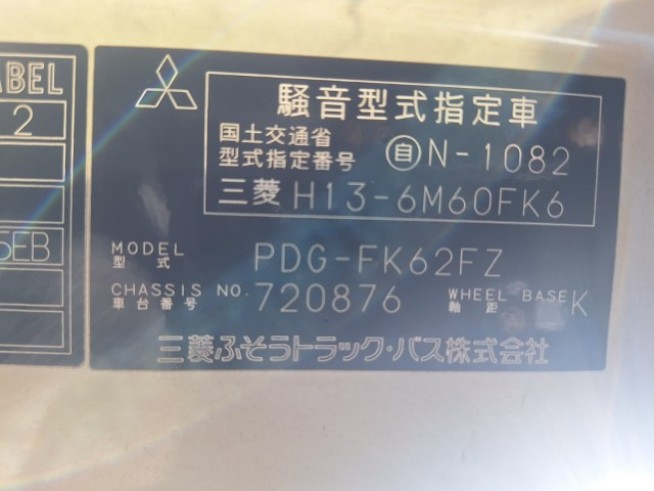 ABEL
2
5EB
騒音型式指定車
国土交通省
型式指定番号 自 N-1082
三菱 H13-6M60FK6
MODEL
型式 PDG-FK62FZ
CHASSIS NO. 720876 WHEEL BASE K
車台番号 軸距
三菱ふそうトラック・バス株式会社